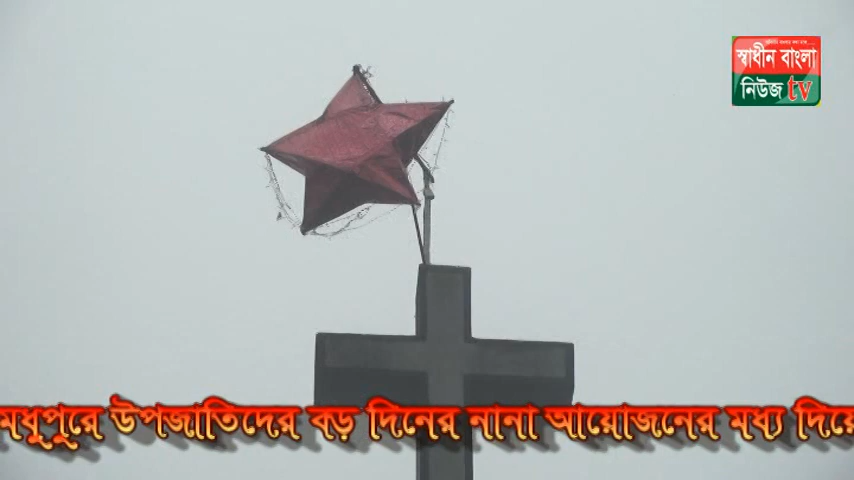 স্বাধীন বাংলা
নিউজ tv
মধুপুরে উপজাতিদের বড় দিনের নানা আয়োজনের মধ্য দিয়ে